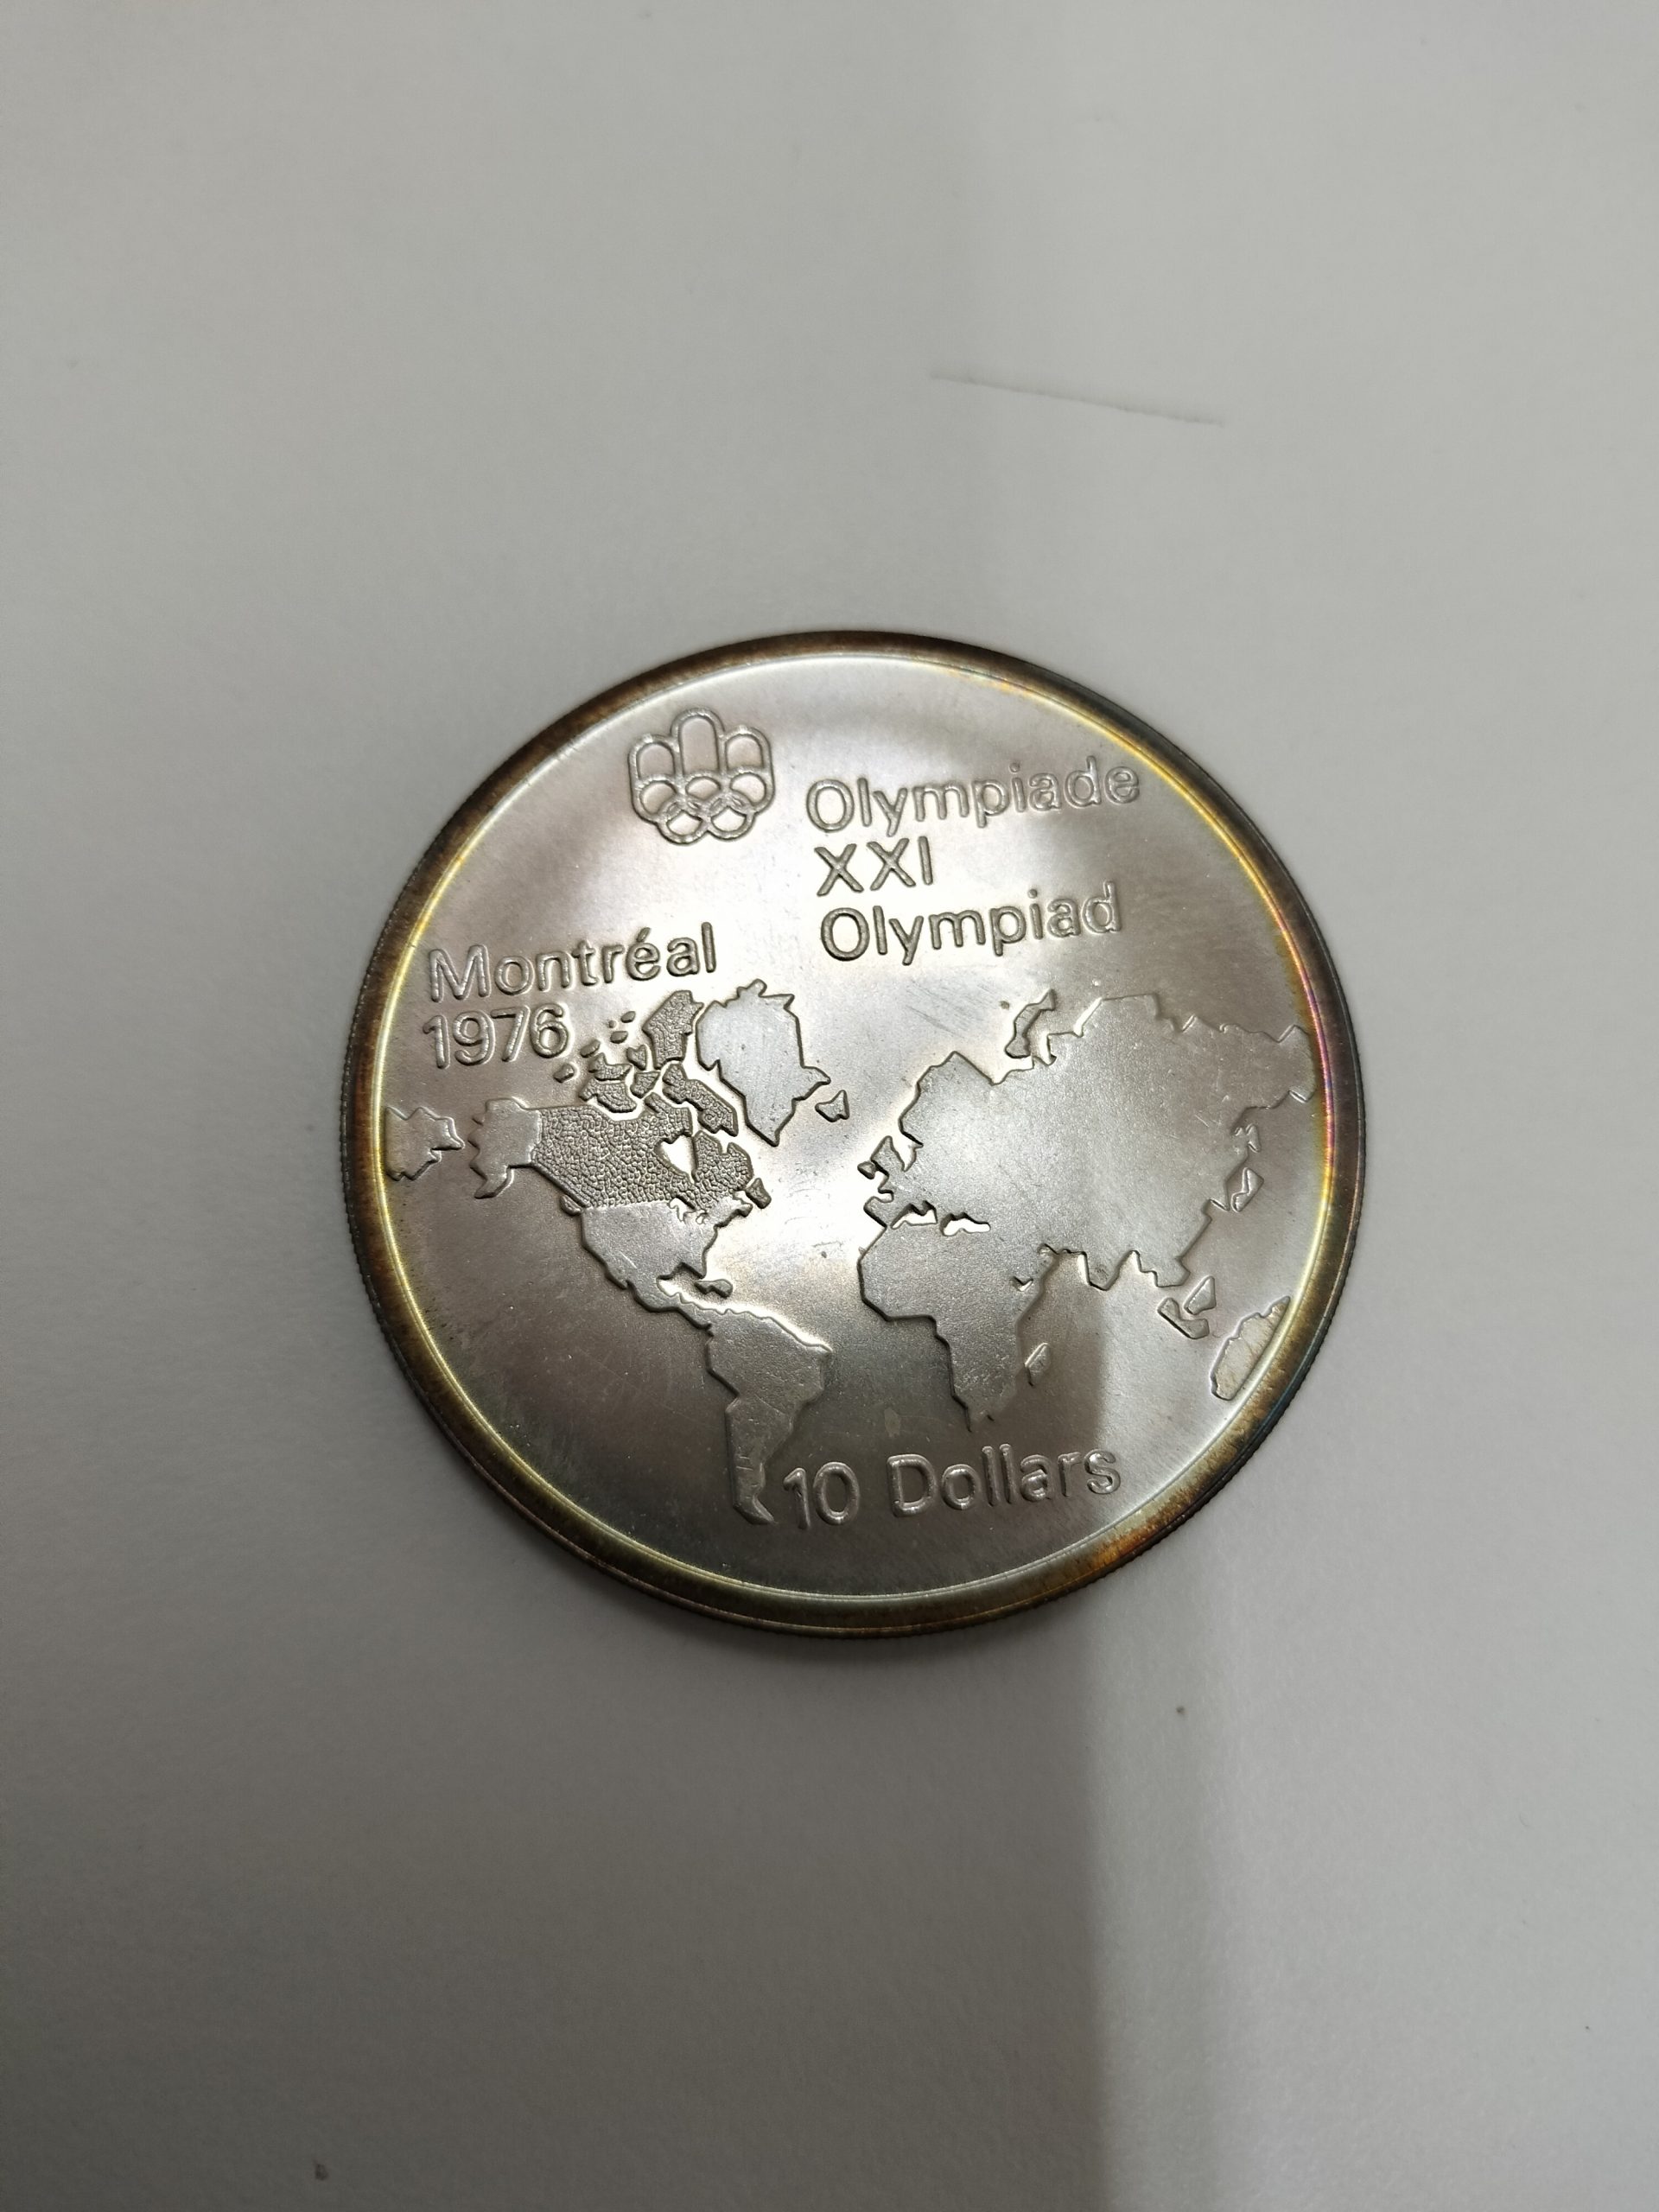 Olympiade
XXI
Olympiad
Montréal
1976
10 Dollars